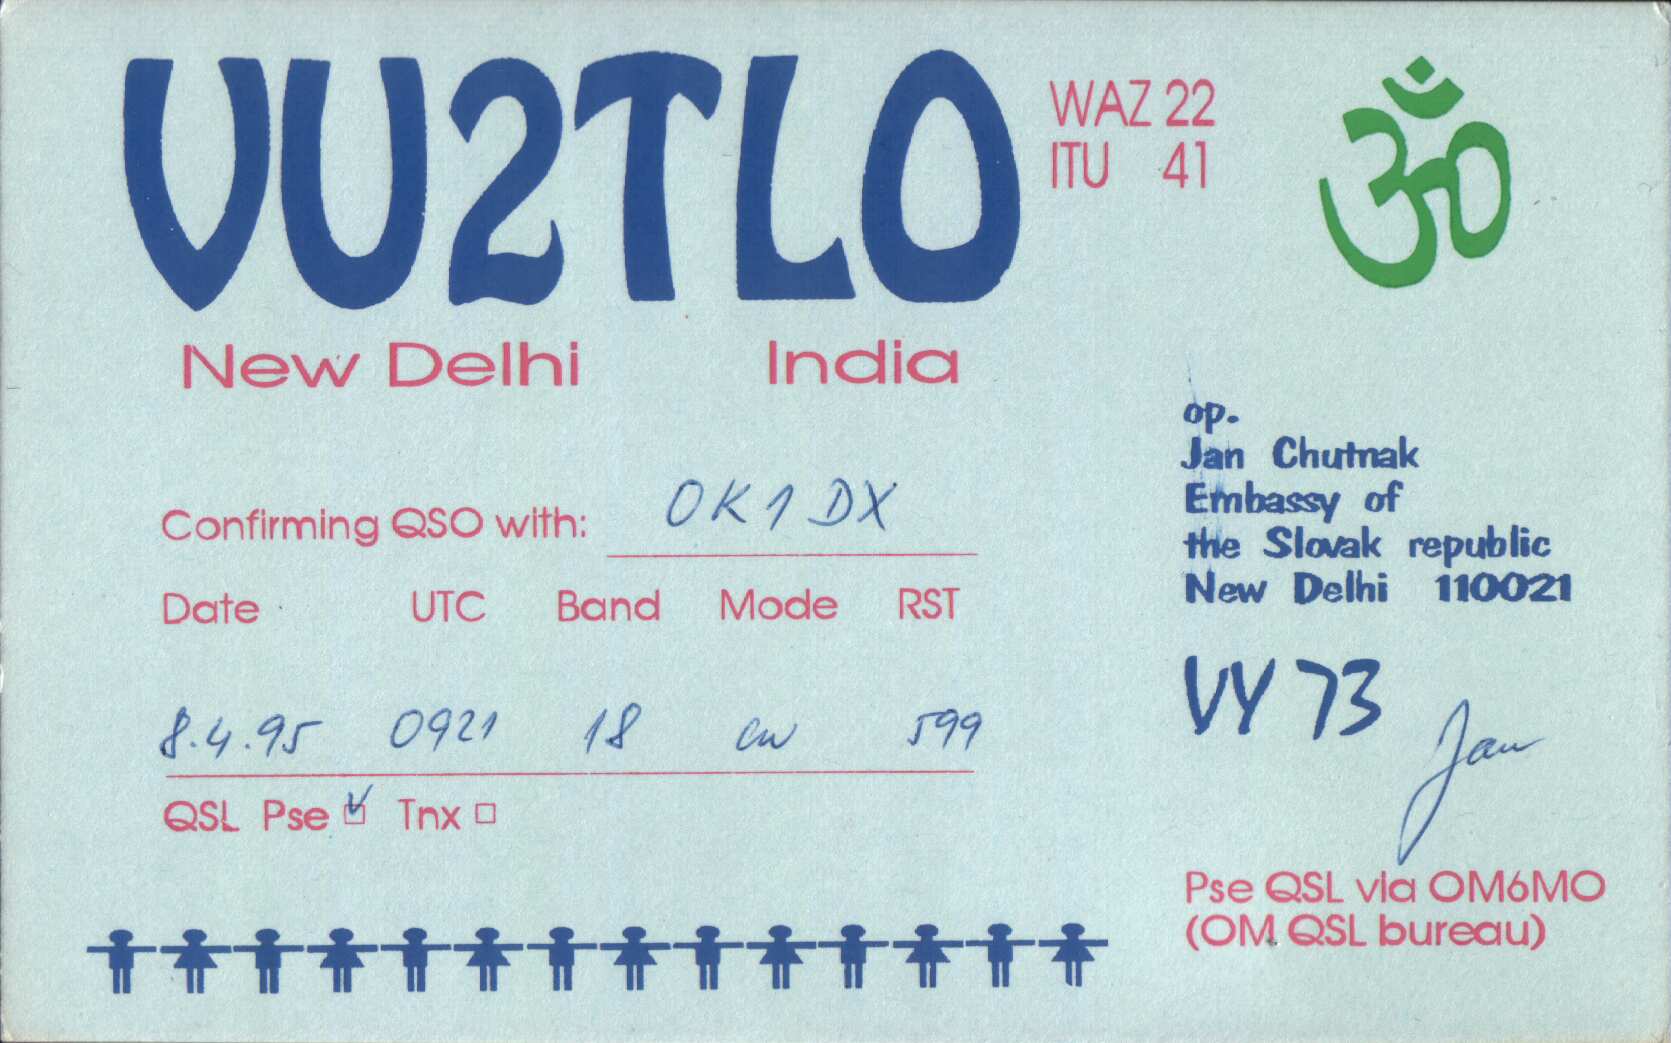 VU2TLO
WAZ 22
ITU 41
ॐ
New Delhi India
op.
Jan Chutnak
Embassy of
the Slovak republic
New Delhi 110021
Confirming QSO with: OK1DX
Date UTC Band Mode RST
8.4.95 0921 18 cw 599
QSL Pse Tnx
VY 73
Jan
Pse QSL via OM6MO
(OM QSL bureau)